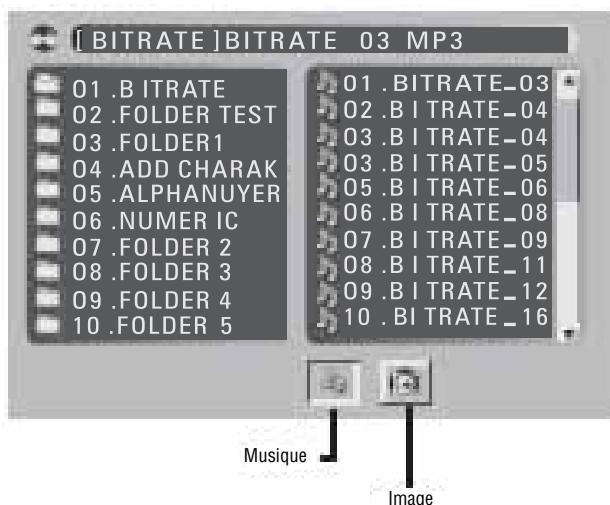 [ BITRATE ]BITRATE 03 MP3
01 .B ITRATE
02 .FOLDER TEST
03 .FOLDER1
04 .ADD CHARAK
05 .ALPHANUYER
06 .NUMER IC
07 .FOLDER 2
08 .FOLDER 3
09 .FOLDER 4
10 .FOLDER 5
01 .BITRATE_03
02 .B I TRATE_04
03 .B I TRATE_04
03 .B I TRATE_05
05 .B I TRATE_06
06 .B I TRATE_08
07 .B I TRATE_09
08 .B I TRATE_11
09 .B I TRATE_12
10 .BI TRATE_16
Musique
Image